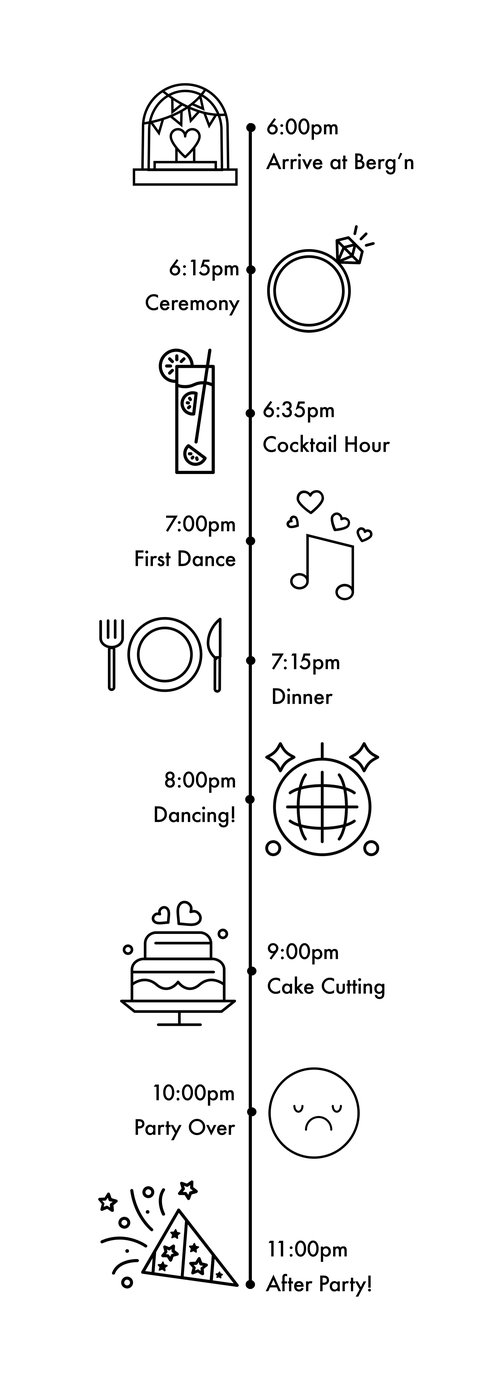 6:00pm
Arrive at Berg’n
6:15pm
Ceremony
6:35pm
Cocktail Hour
7:00pm
First Dance
7:15pm
Dinner
8:00pm
Dancing!
9:00pm
Cake Cutting
10:00pm
Party Over
11:00pm
After Party!